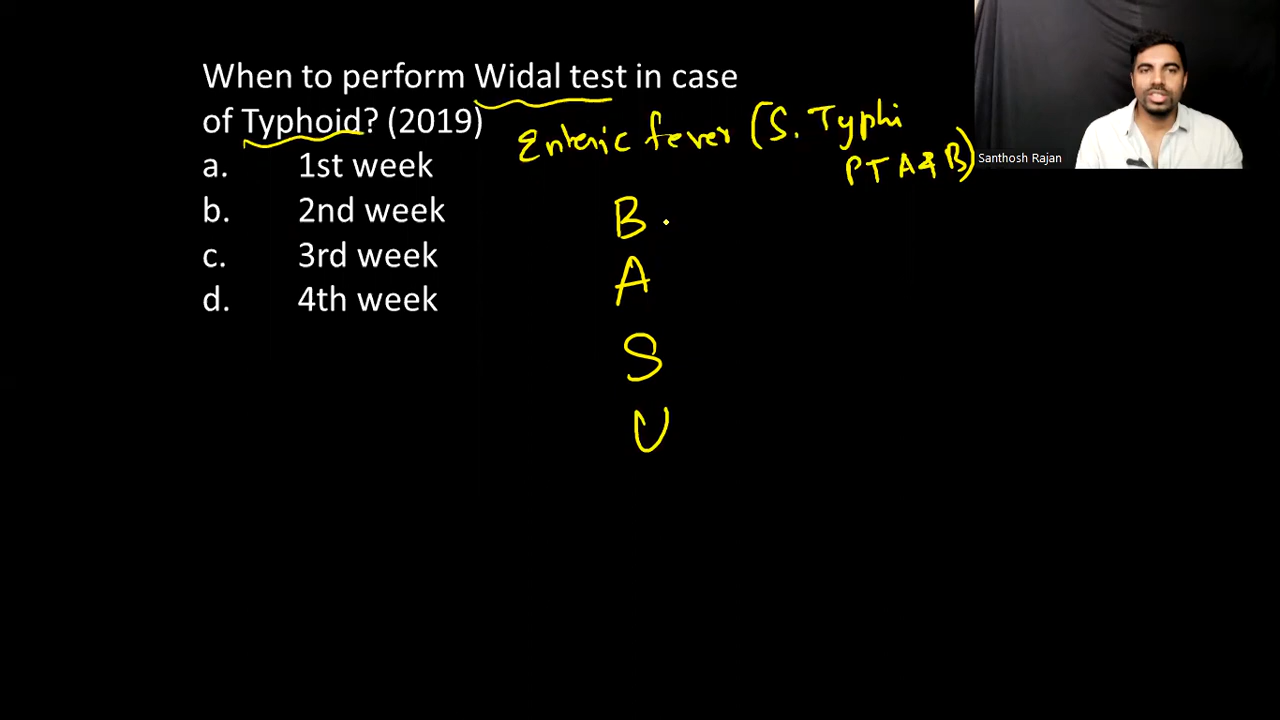 When to perform Widal test in case
of Typhoid? (2019)
a. 1st week
b. 2nd week
c. 3rd week
d. 4th week
Enteric fever (S. Typhi
PT A & B)
B
A
S
U
Santhosh Rajan